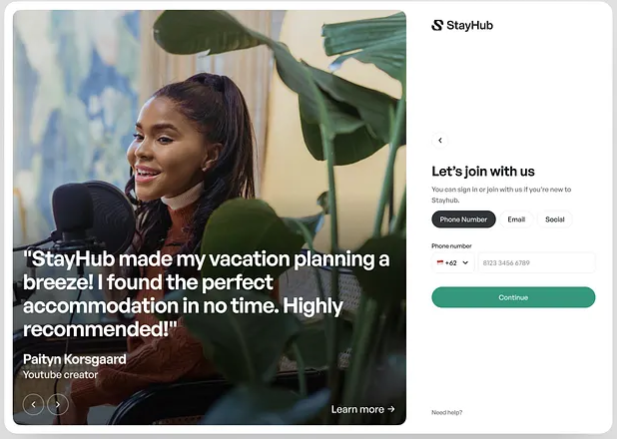 "StayHub made my vacation planning a
breeze! I found the perfect
accommodation in no time. Highly
recommended!"
Paityn Korsgaard
Youtube creator
Learn more →
StayHub
Let's join with us
You can sign in or join with us if you're new to
Stayhub.
Phone Number Email Social
Phone number
+62 8123 3456 6789
Continue
Need help?